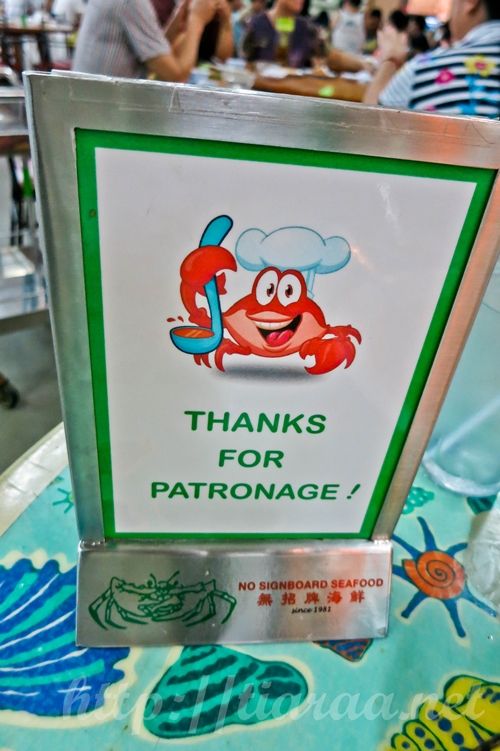 THANKS
FOR
PATRONAGE !
NO SIGNBOARD SEAFOOD
無招牌海鮮
since 1981
http://tiaraa.net